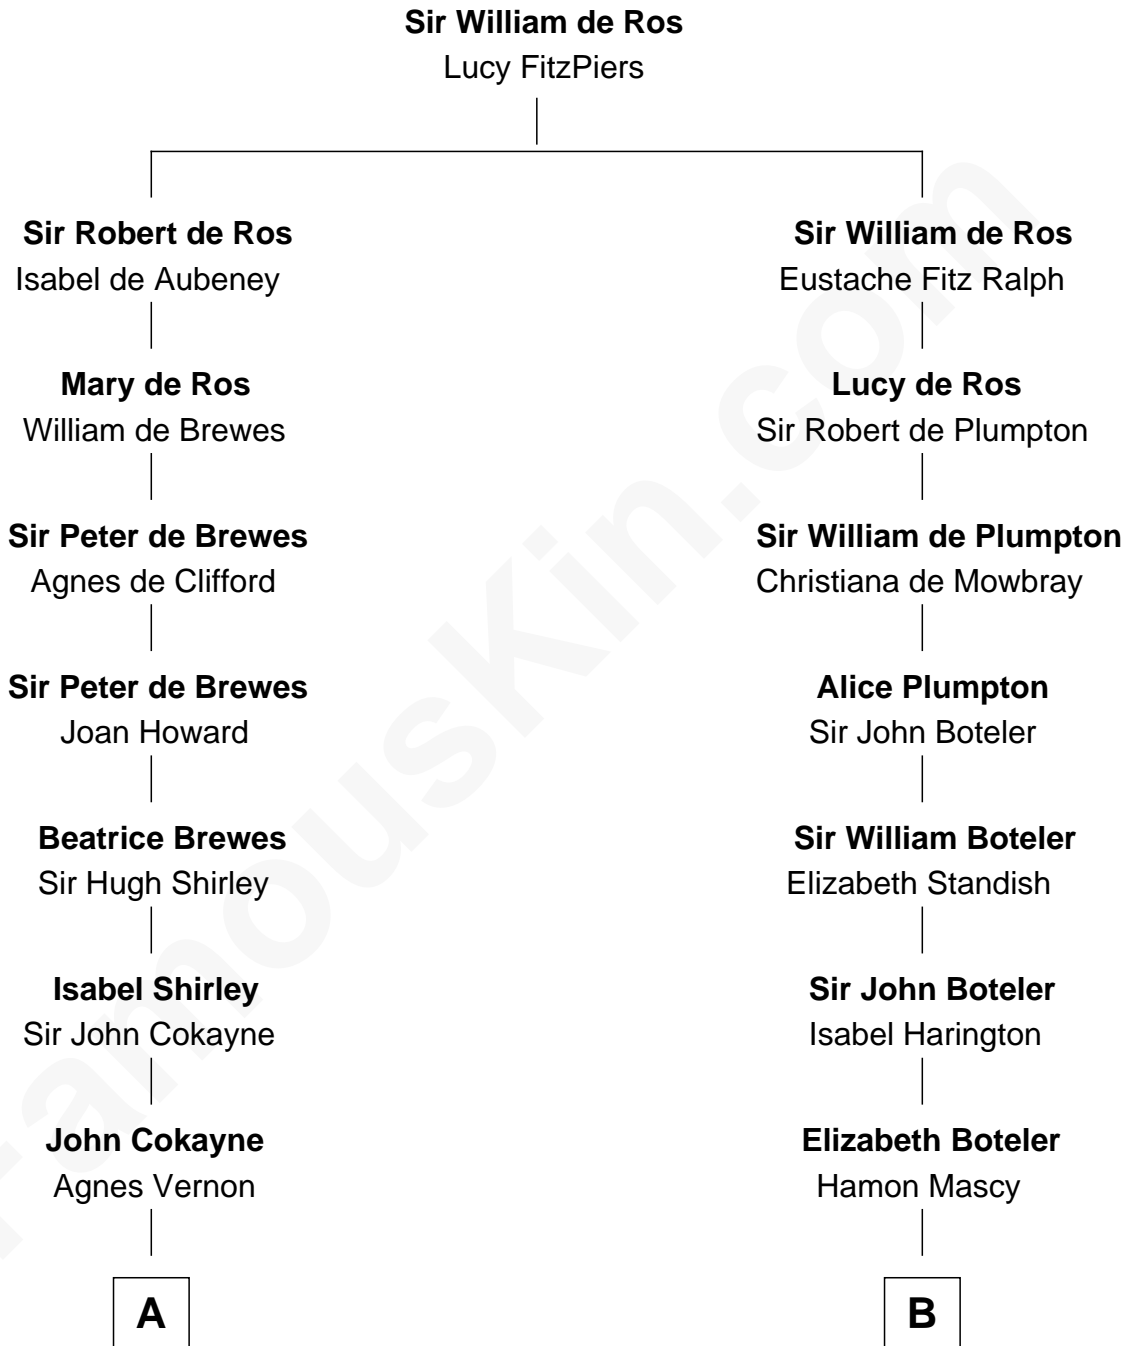 Sir William de Ros
Lucy FitzPiers
Sir Robert de Ros
Isabel de Aubeney
Sir William de Ros
Eustache Fitz Ralph
Mary de Ros
William de Brewes
Lucy de Ros
Sir Robert de Plumpton
Sir Peter de Brewes
Agnes de Clifford
Sir William de Plumpton
Christiana de Mowbray
Sir Peter de Brewes
Joan Howard
Alice Plumpton
Sir John Boteler
Beatrice Brewes
Sir Hugh Shirley
Sir William Boteler
Elizabeth Standish
Isabel Shirley
Sir John Cokayne
Sir John Boteler
Isabel Harington
John Cokayne
Agnes Vernon
Elizabeth Boteler
Hamon Mascy
A
B
FamousKin.com